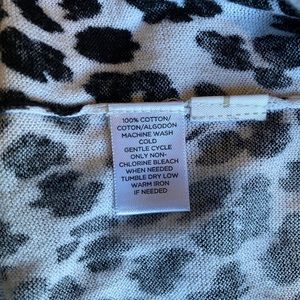 100% COTTON/
COTON/ALGODÓN
MACHINE WASH
COLD
GENTLE CYCLE
ONLY NON-
CHLORINE BLEACH
WHEN NEEDED
TUMBLE DRY LOW
WARM IRON
IF NEEDED